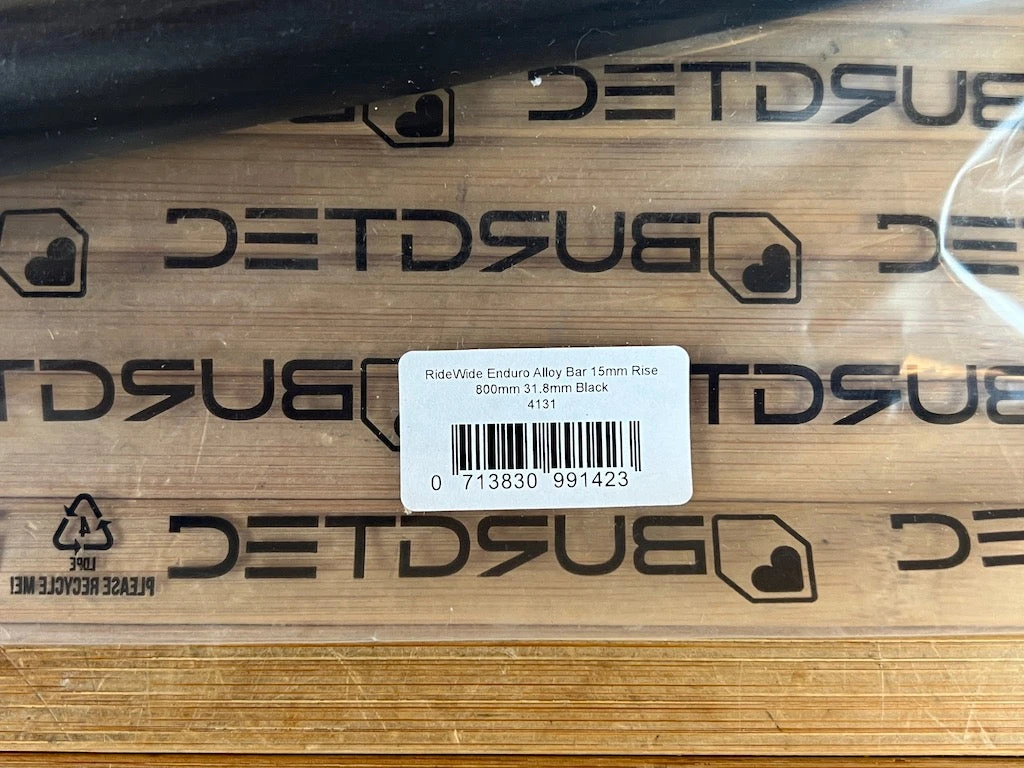 BURGTEC
BURGTEC
BURGTEC
BURGTEC
RideWide Enduro Alloy Bar 15mm Rise
800mm 31.8mm Black
4131
0 713830 991423
4
LDPE
PLEASE RECYCLE ME!
BURGTEC